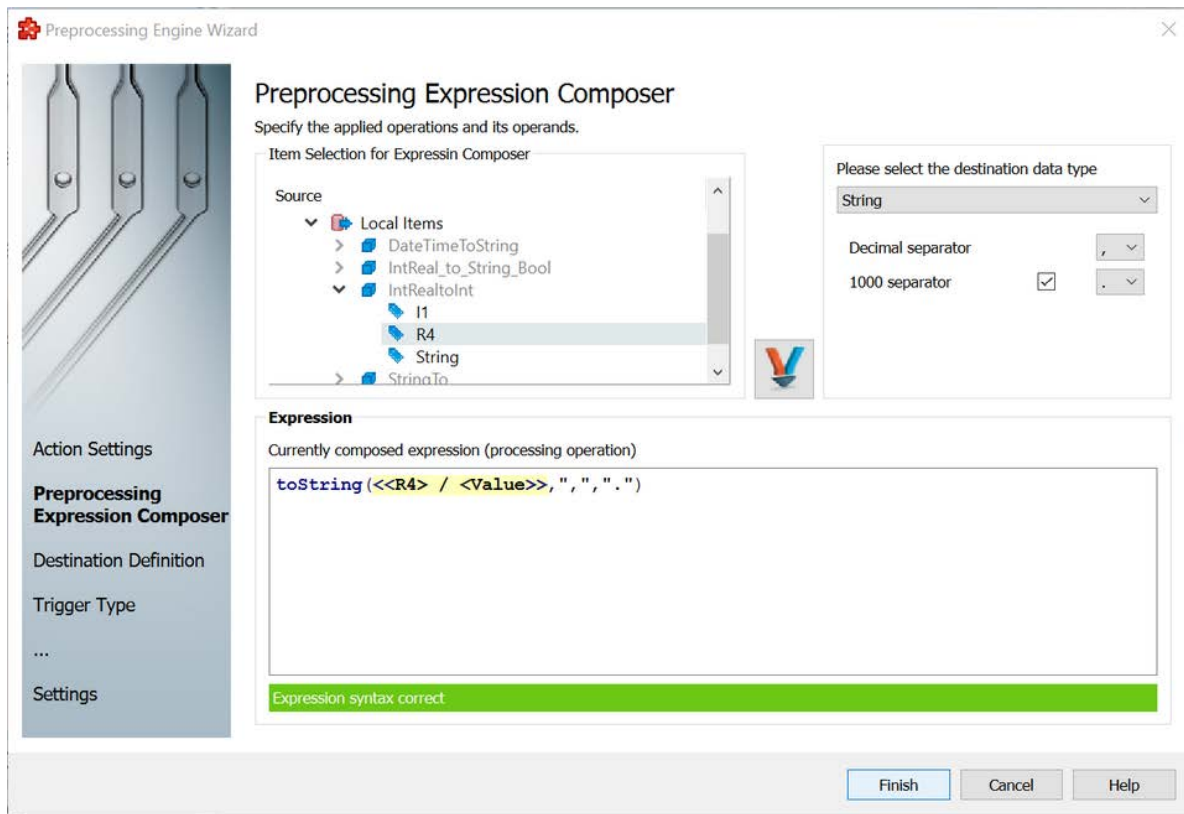 Preprocessing Engine Wizard
Preprocessing Expression Composer
Specify the applied operations and its operands.
Item Selection for Expressin Composer
Source
Local Items
DateTimeToString
IntReal_to_String_Bool
IntRealtoInt
I1
R4
String
StringTo
Please select the destination data type
String
Decimal separator ,
1000 separator .
Expression
Currently composed expression (processing operation)
toString(<<R4> / <Value>>,",",".")
Expression syntax correct
Action Settings
Preprocessing
Expression Composer
Destination Definition
Trigger Type
...
Settings
Finish Cancel Help